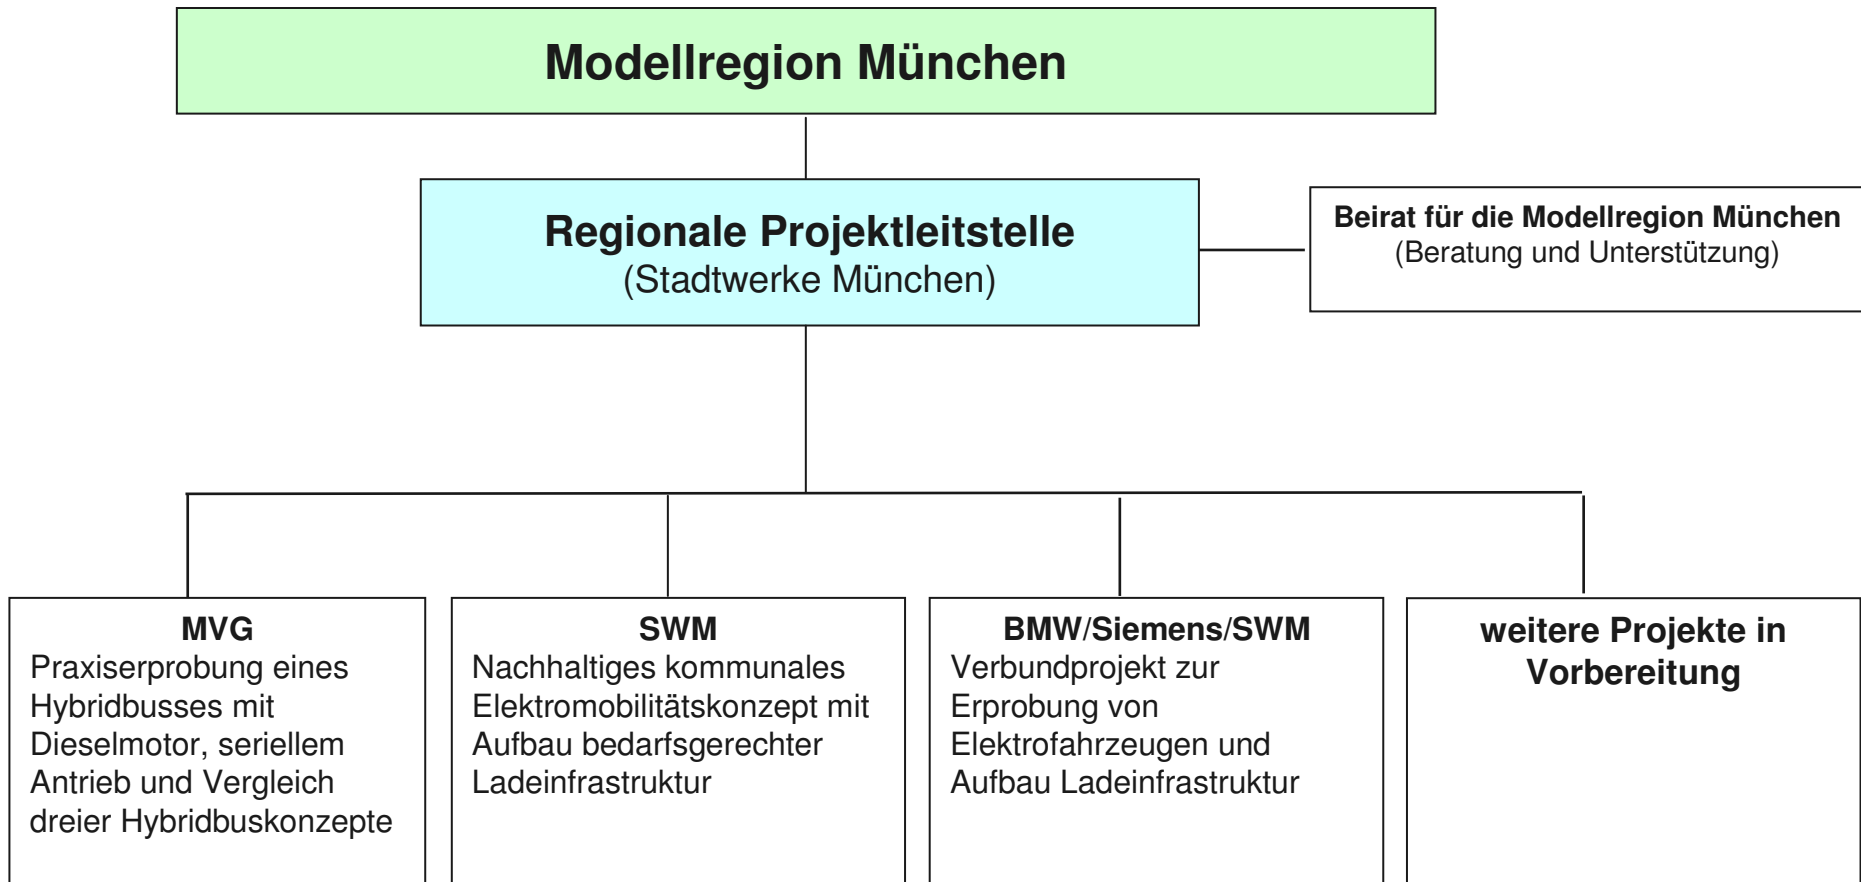 Modellregion München
Regionale Projektleitstelle
(Stadtwerke München)
Beirat für die Modellregion München
(Beratung und Unterstützung)
MVG
Praxiserprobung eines
Hybridbusses mit
Dieselmotor, seriellem
Antrieb und Vergleich
dreier Hybridbuskonzepte
SWM
Nachhaltiges kommunales
Elektromobilitätskonzept mit
Aufbau bedarfsgerechter
Ladeinfrastruktur
BMW/Siemens/SWM
Verbundprojekt zur
Erprobung von
Elektrofahrzeugen und
Aufbau Ladeinfrastruktur
weitere Projekte in
Vorbereitung